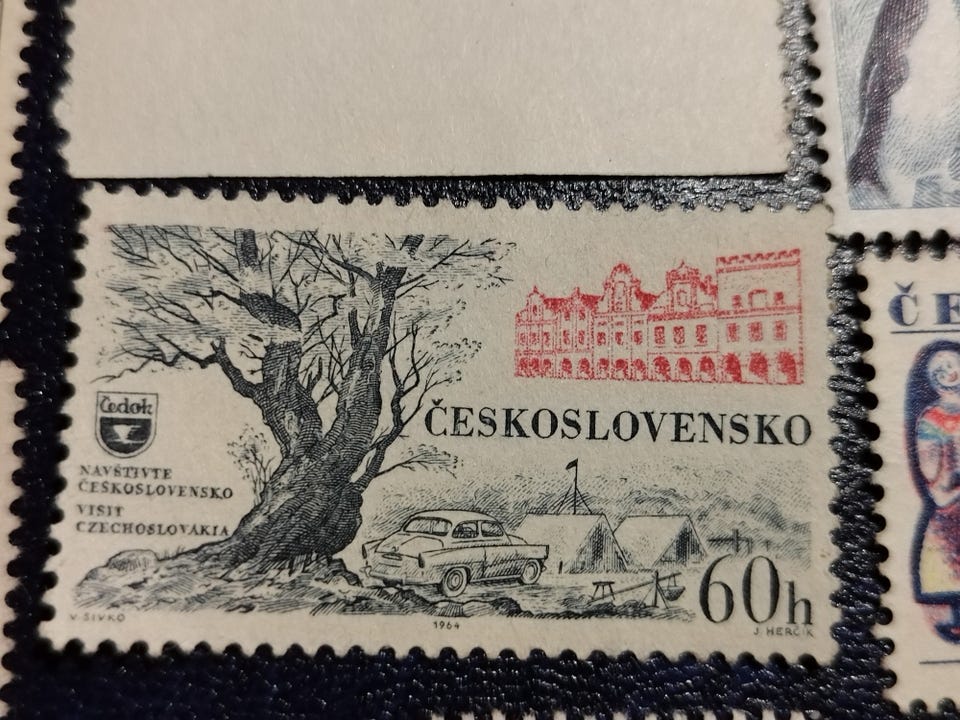 Čedok
NAVŠTIVTE
ČESKOSLOVENSKO
VISIT
CZECHOSLOVAKIA
ČESKOSLOVENSKO
60h
V. SIVKO
1964
J. HERČÍK
ČE